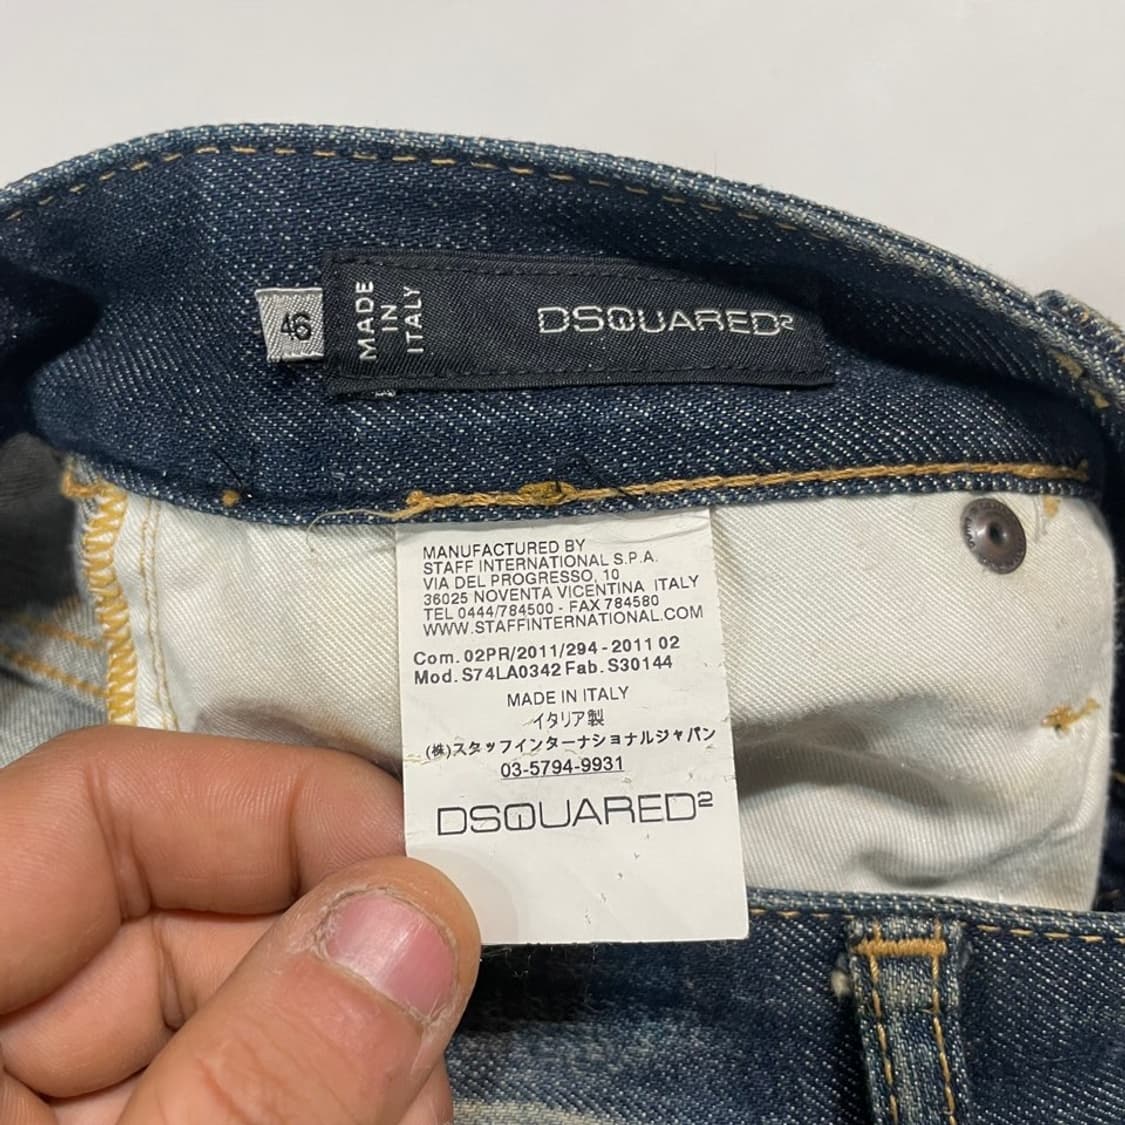 46
MADE
IN
ITALY
DSQUARED2
MANUFACTURED BY
STAFF INTERNATIONAL S.P.A.
VIA DEL PROGRESSO, 10
36025 NOVENTA VICENTINA ITALY
TEL 0444/784500 - FAX 784580
WWW.STAFFINTERNATIONAL.COM
Com. 02PR/2011/294 - 2011 02
Mod. S74LA0342 Fab. S30144
MADE IN ITALY
イタリア製
(株)スタッフインターナショナルジャパン
03-5794-9931
DSQUARED2